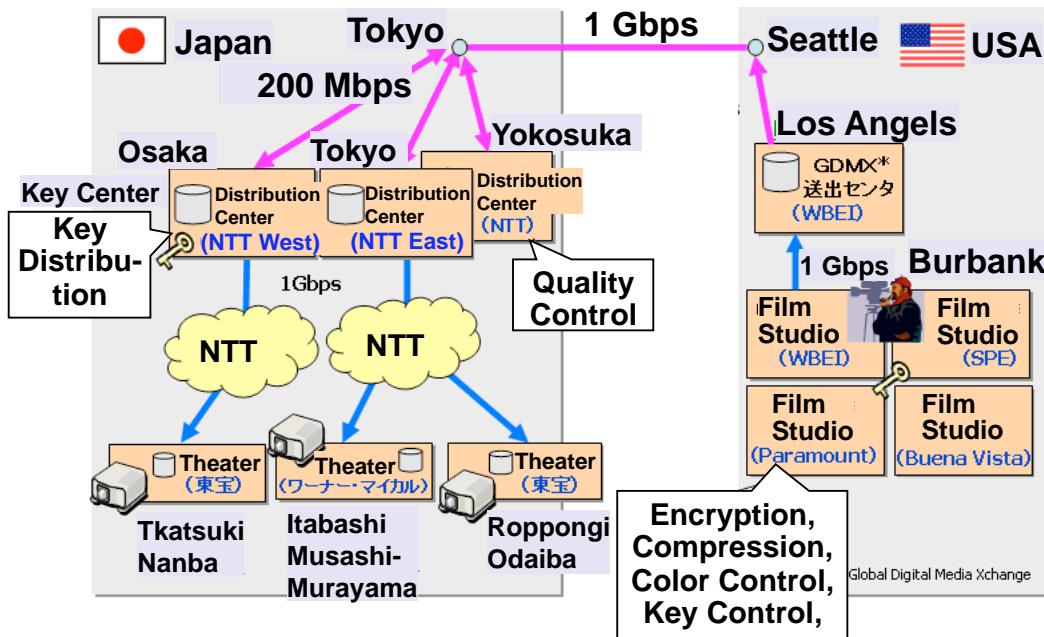 Japan
Tokyo
1 Gbps
Seattle
USA
200 Mbps
Osaka
Tokyo
Yokosuka
Los Angels
Key Center
Distribution
Center
(NTT West)
Distribution
Center
(NTT East)
Distribution
Center
(NTT)
GDMX*
送出センタ
(WBEI)
Key
Distribu-
tion
1Gbps
Quality
Control
1 Gbps
Burbank
NTT
NTT
Film
Studio
(WBEI)
Film
Studio
(SPE)
Film
Studio
(Paramount)
Film
Studio
(Buena Vista)
Theater
(東宝)
Theater
(ワーナー・マイカル)
Theater
(東宝)
Tkatsuki
Nanba
Itabashi
Musashi-
Murayama
Roppongi
Odaiba
Encryption,
Compression,
Color Control,
Key Control,
Global Digital Media Xchange